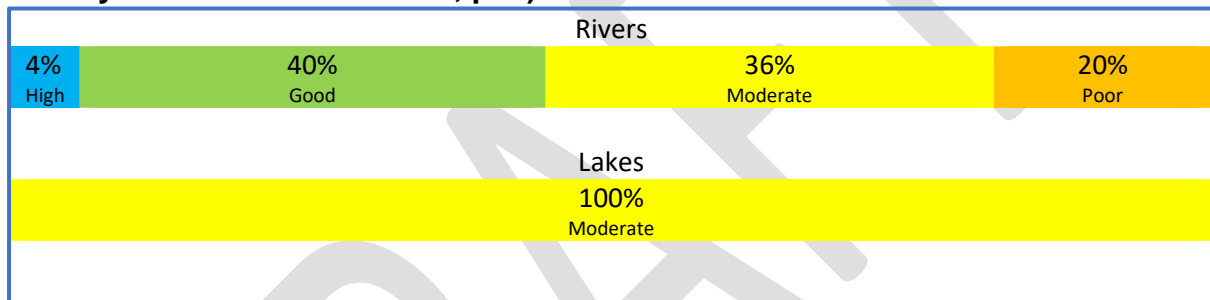 Rivers
4% 40% 36% 20%
High Good Moderate Poor
Lakes
100%
Moderate